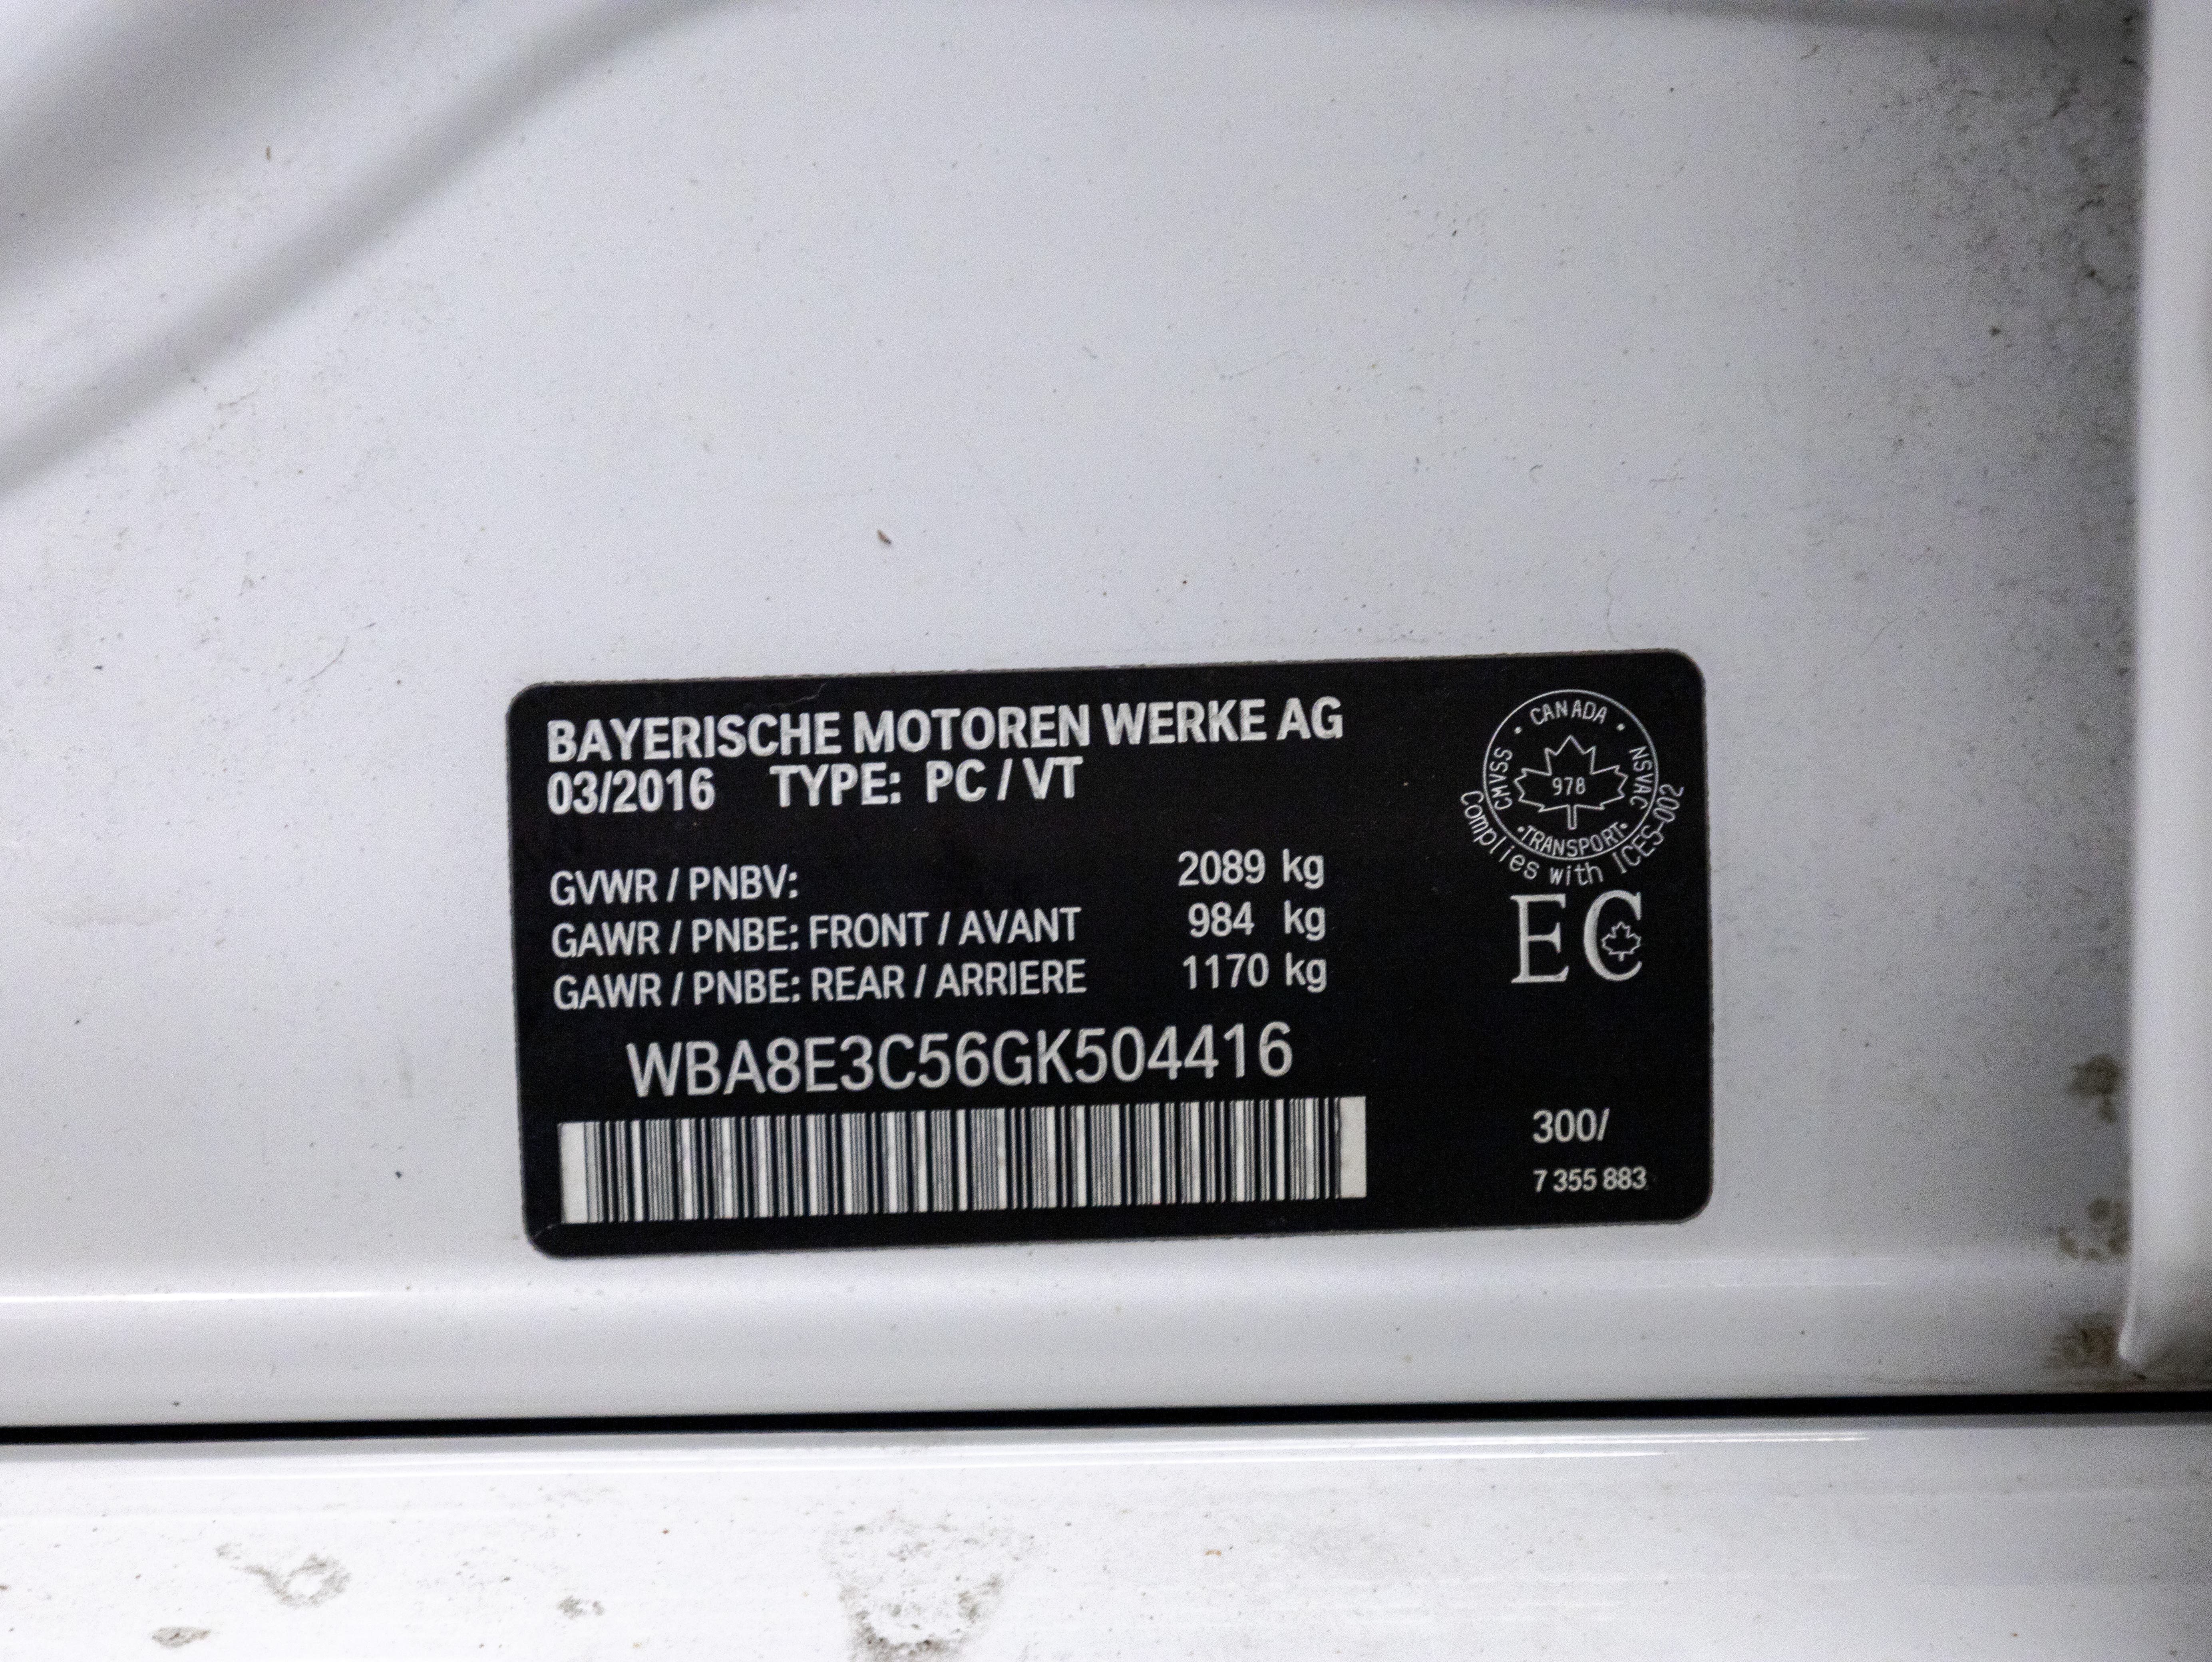 BAYERISCHE MOTOREN WERKE AG
03/2016 TYPE: PC / VT
GVWR / PNBV: 2089 kg
GAWR / PNBE: FRONT / AVANT 984 kg
GAWR / PNBE: REAR / ARRIERE 1170 kg
WBA8E3C56GK504416
CANADA
CMVSS
NSVAC
978
TRANSPORT
Complies with ICES-002
EC
300/
7 355 883